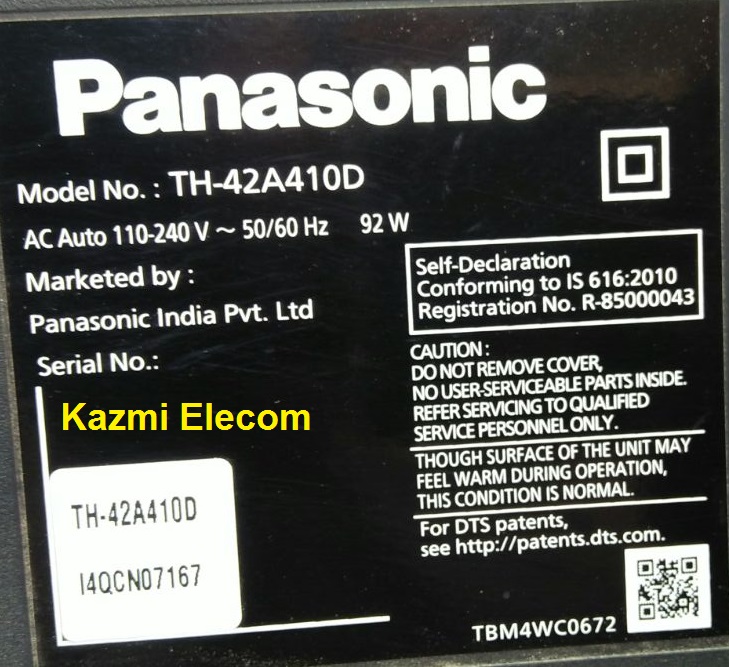 Panasonic
Model No. : TH-42A410D
AC Auto 110-240 V ~ 50/60 Hz 92 W
Marketed by :
Panasonic India Pvt. Ltd
Serial No.:
Kazmi Elecom
TH-42A410D
I4QCN07167
Self-Declaration
Conforming to IS 616:2010
Registration No. R-85000043
CAUTION :
DO NOT REMOVE COVER,
NO USER-SERVICEABLE PARTS INSIDE.
REFER SERVICING TO QUALIFIED
SERVICE PERSONNEL ONLY.
THOUGH SURFACE OF THE UNIT MAY
FEEL WARM DURING OPERATION,
THIS CONDITION IS NORMAL.
For DTS patents,
see http://patents.dts.com.
TBM4WC0672